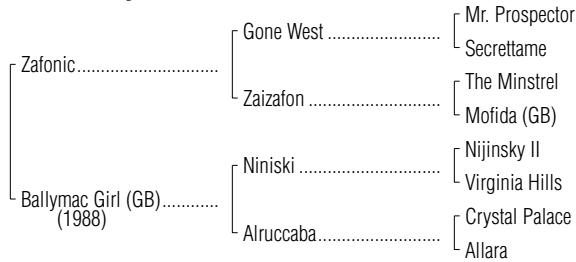 Mr. Prospector
Gone West
Secrettame
Zafonic
The Minstrel
Zaizafon
Mofida (GB)
Nijinsky II
Niniski
Virginia Hills
Ballymac Girl (GB)
(1988)
Crystal Palace
Alruccaba
Allara